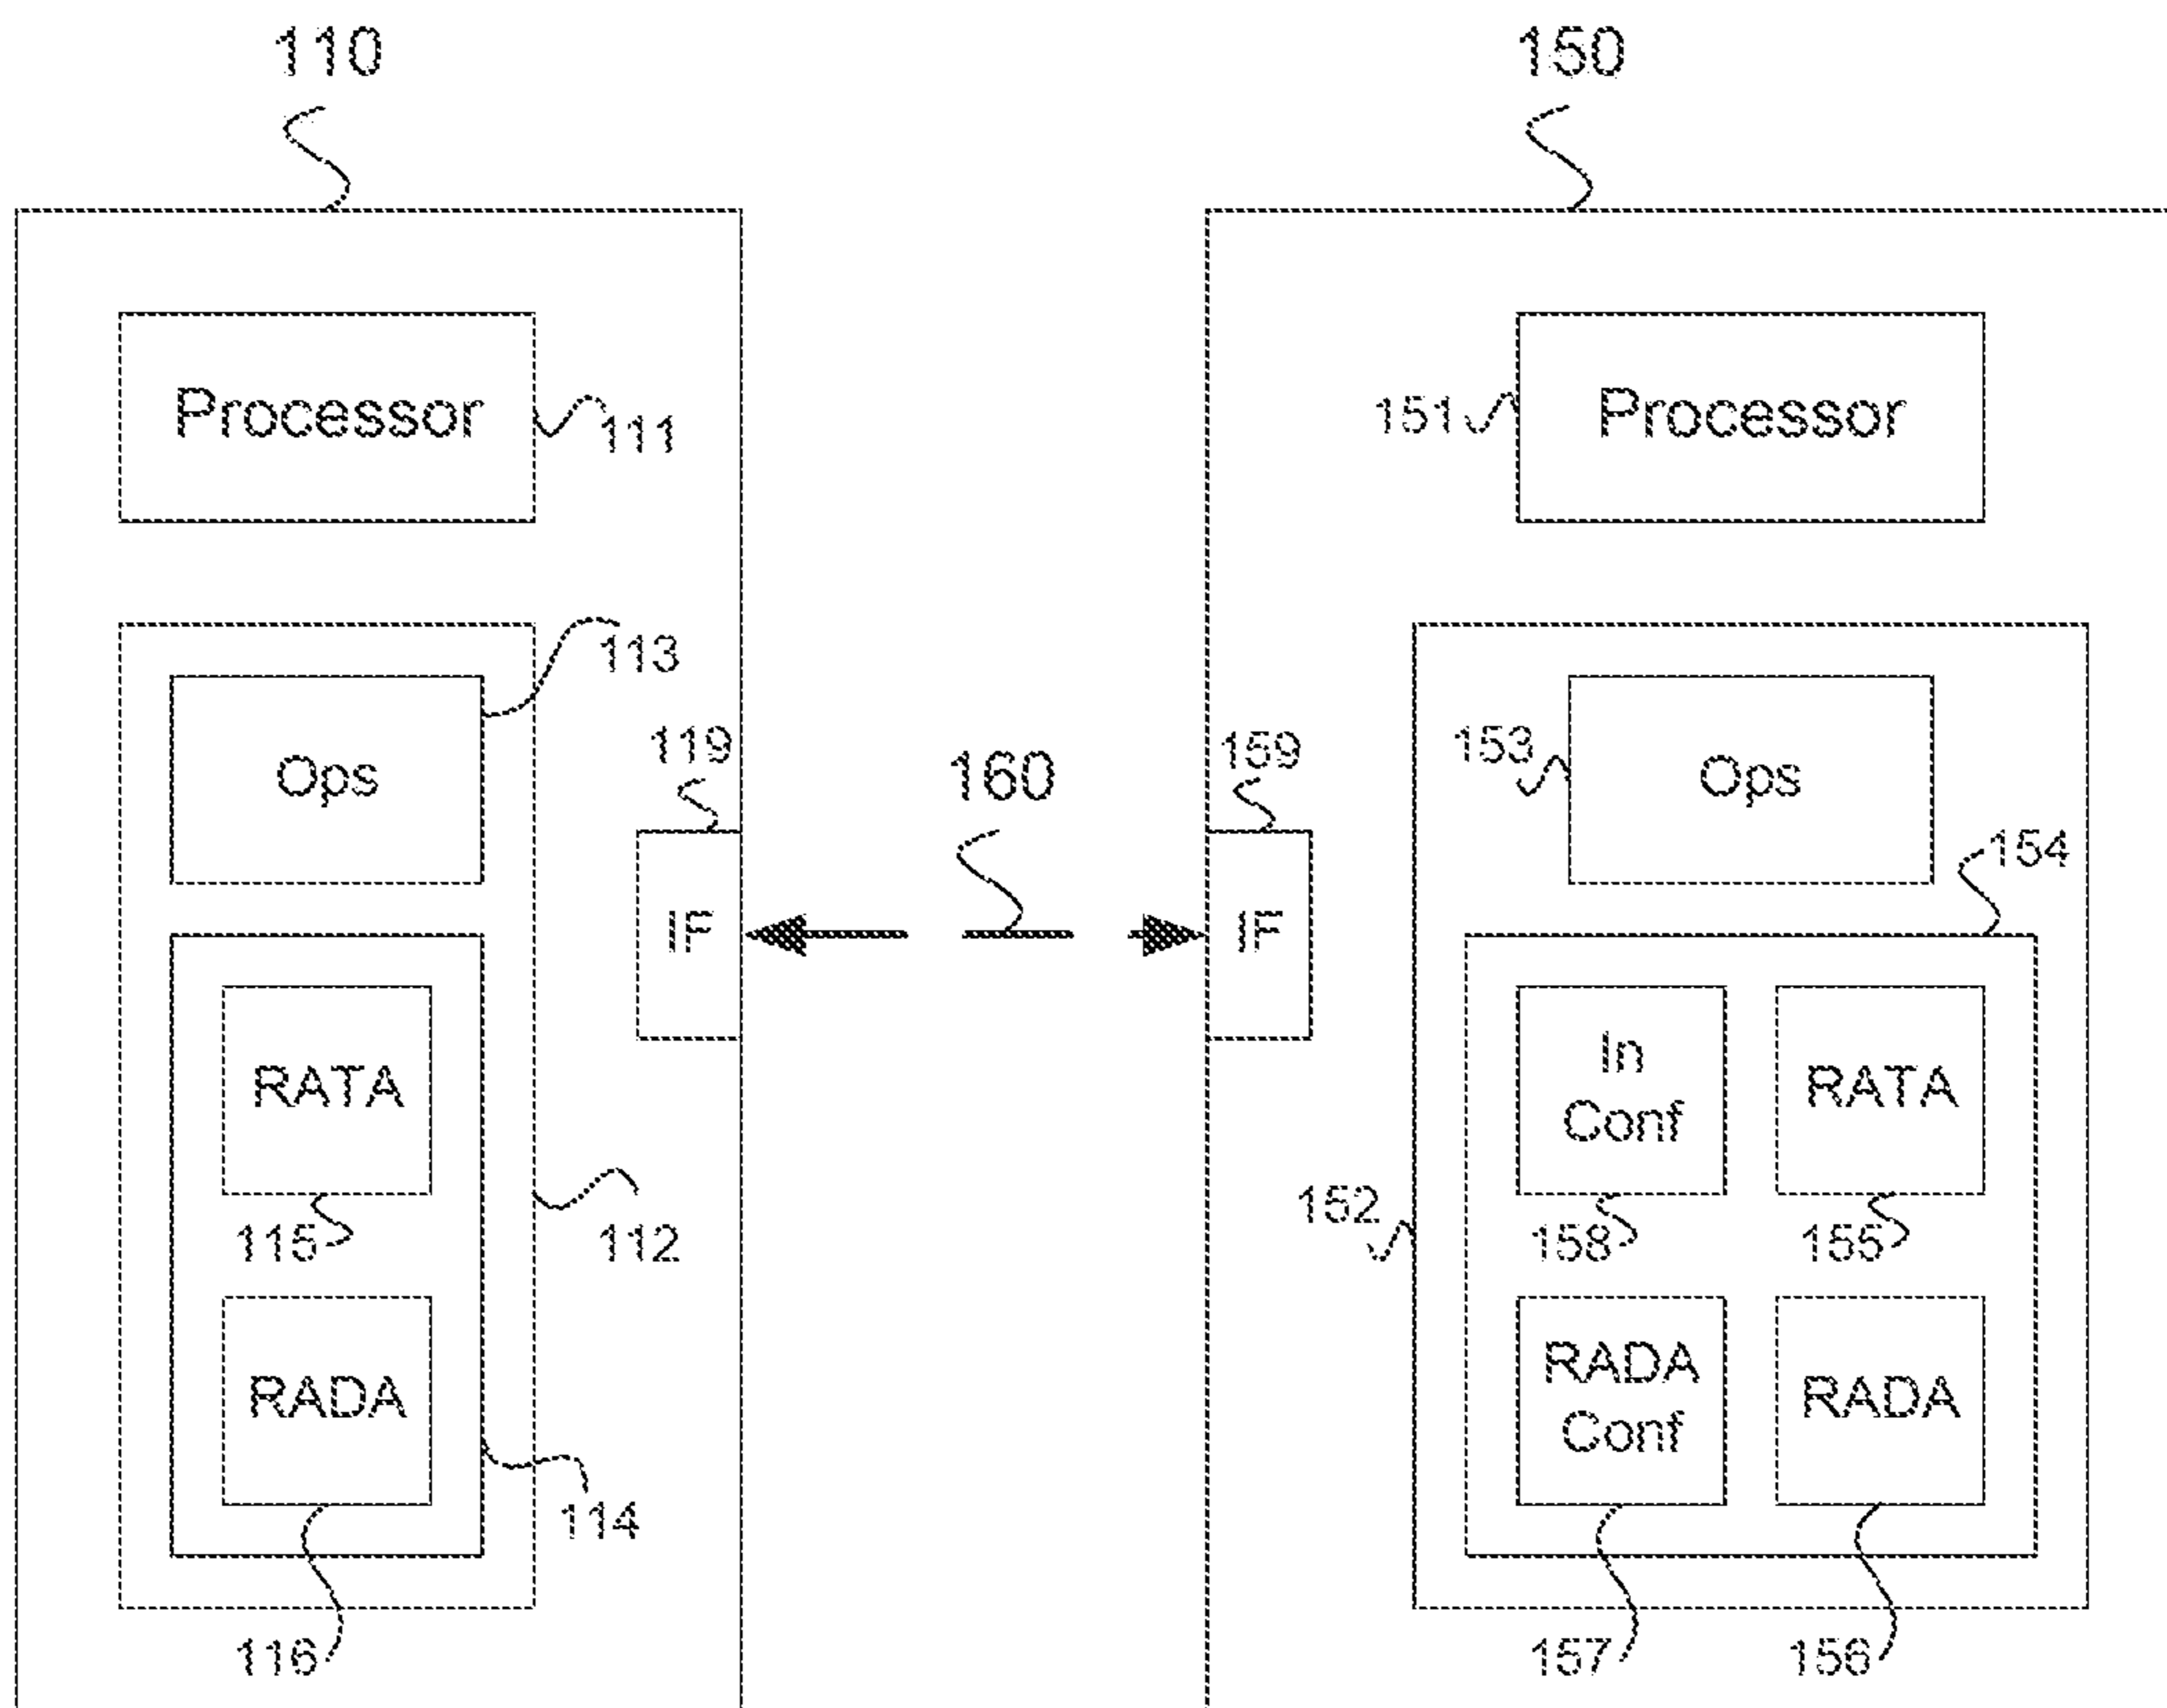 110
150
Processor
111
151
Processor
113
Ops
119
160
159
153
Ops
154
IF
IF
RATA
In
Conf
RATA
115
112
152
158
155
RADA
RADA
Conf
RADA
114
116
157
156